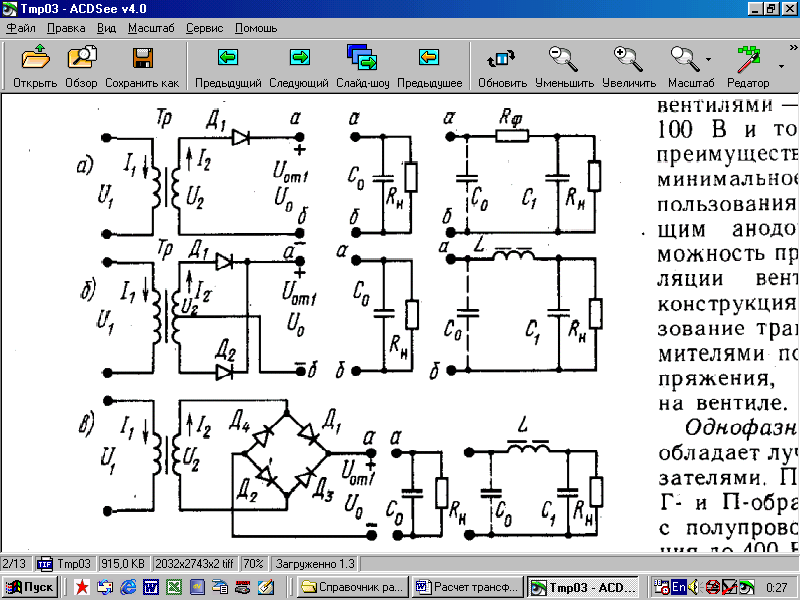 Tmp03 - ACDSee v4.0
Файл Правка Вид Масштаб Сервис Помошь
Открыть Обзор Сохранить как Предыдущий Следующий Слайд-шоу Предыдущее Обновить Уменьшить Увеличить Масштаб Редатор
Тр Д1 а а а Rф
а) I1 I2 + Uот1 C0 Rн C0 C1 Rн
U1 U2 U0
б б б
−
Тр Д1 а а а L
б) I1 I2 + Uот1 C0 Rн C0 C1 Rн
U1 U2 U0
Д2 − б б б
в) I1 I2 Д4 Д1 а а L
U1 U2 + Uот1
Д2 Д3 U0 C0 Rн C0 C1 Rн
−
вентилями —
100 В и то
преимуществ
минимальное
пользования
щим анодо
можность пр
ляции вент
конструкция
зование тран
мителями по
пряжения,
на вентиле.
Однофазн
обладает луч
зателями. П
Г- и П-обра
с полупрово
ния до 400 В
2/13 Tmp03 915,0 KB 2032x2743x2 tiff 70% Загруженно 1.3
Пуск Справочник ра... Расчет трансф... Tmp03 - ACD... En 0:27